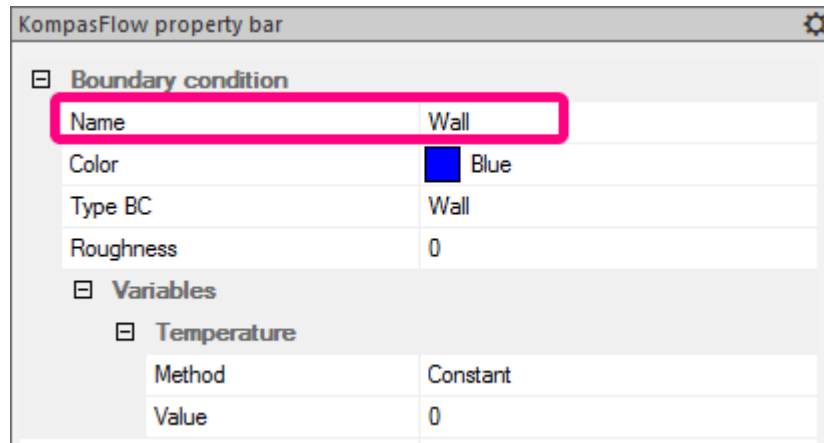 KompasFlow property bar
Boundary condition
Name Wall
Color Blue
Type BC Wall
Roughness 0
Variables
Temperature
Method Constant
Value 0